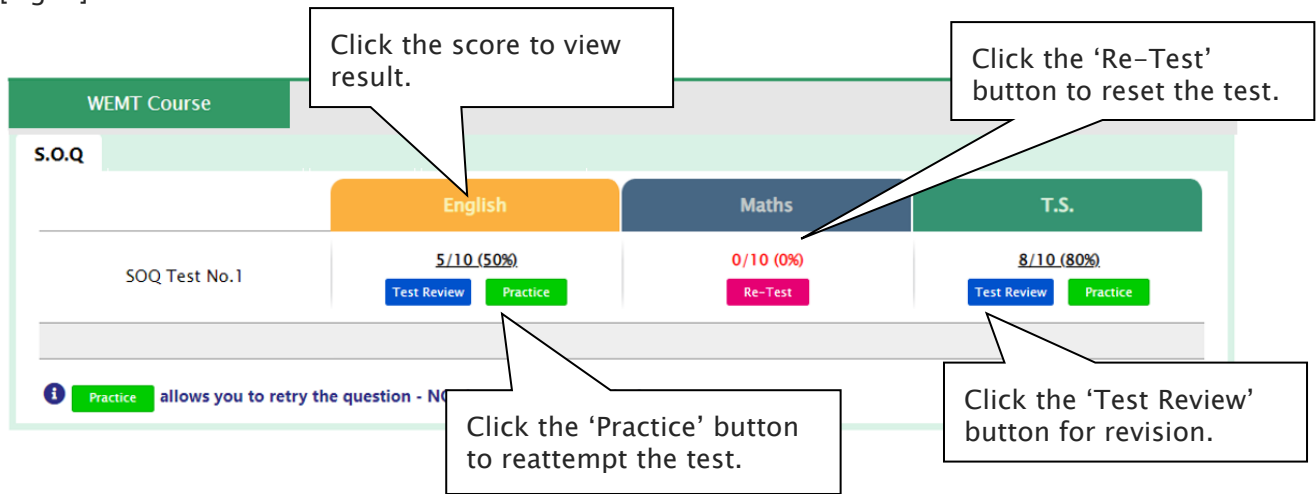 Click the score to view
result.
Click the ‘Re-Test’
button to reset the test.
WEMT Course
S.O.Q
English
Maths
T.S.
SOQ Test No.1
5/10 (50%)
0/10 (0%)
8/10 (80%)
Test Review
Practice
Re-Test
Test Review
Practice
Practice allows you to retry the question -
Click the ‘Practice’ button
to reattempt the test.
Click the ‘Test Review’
button for revision.